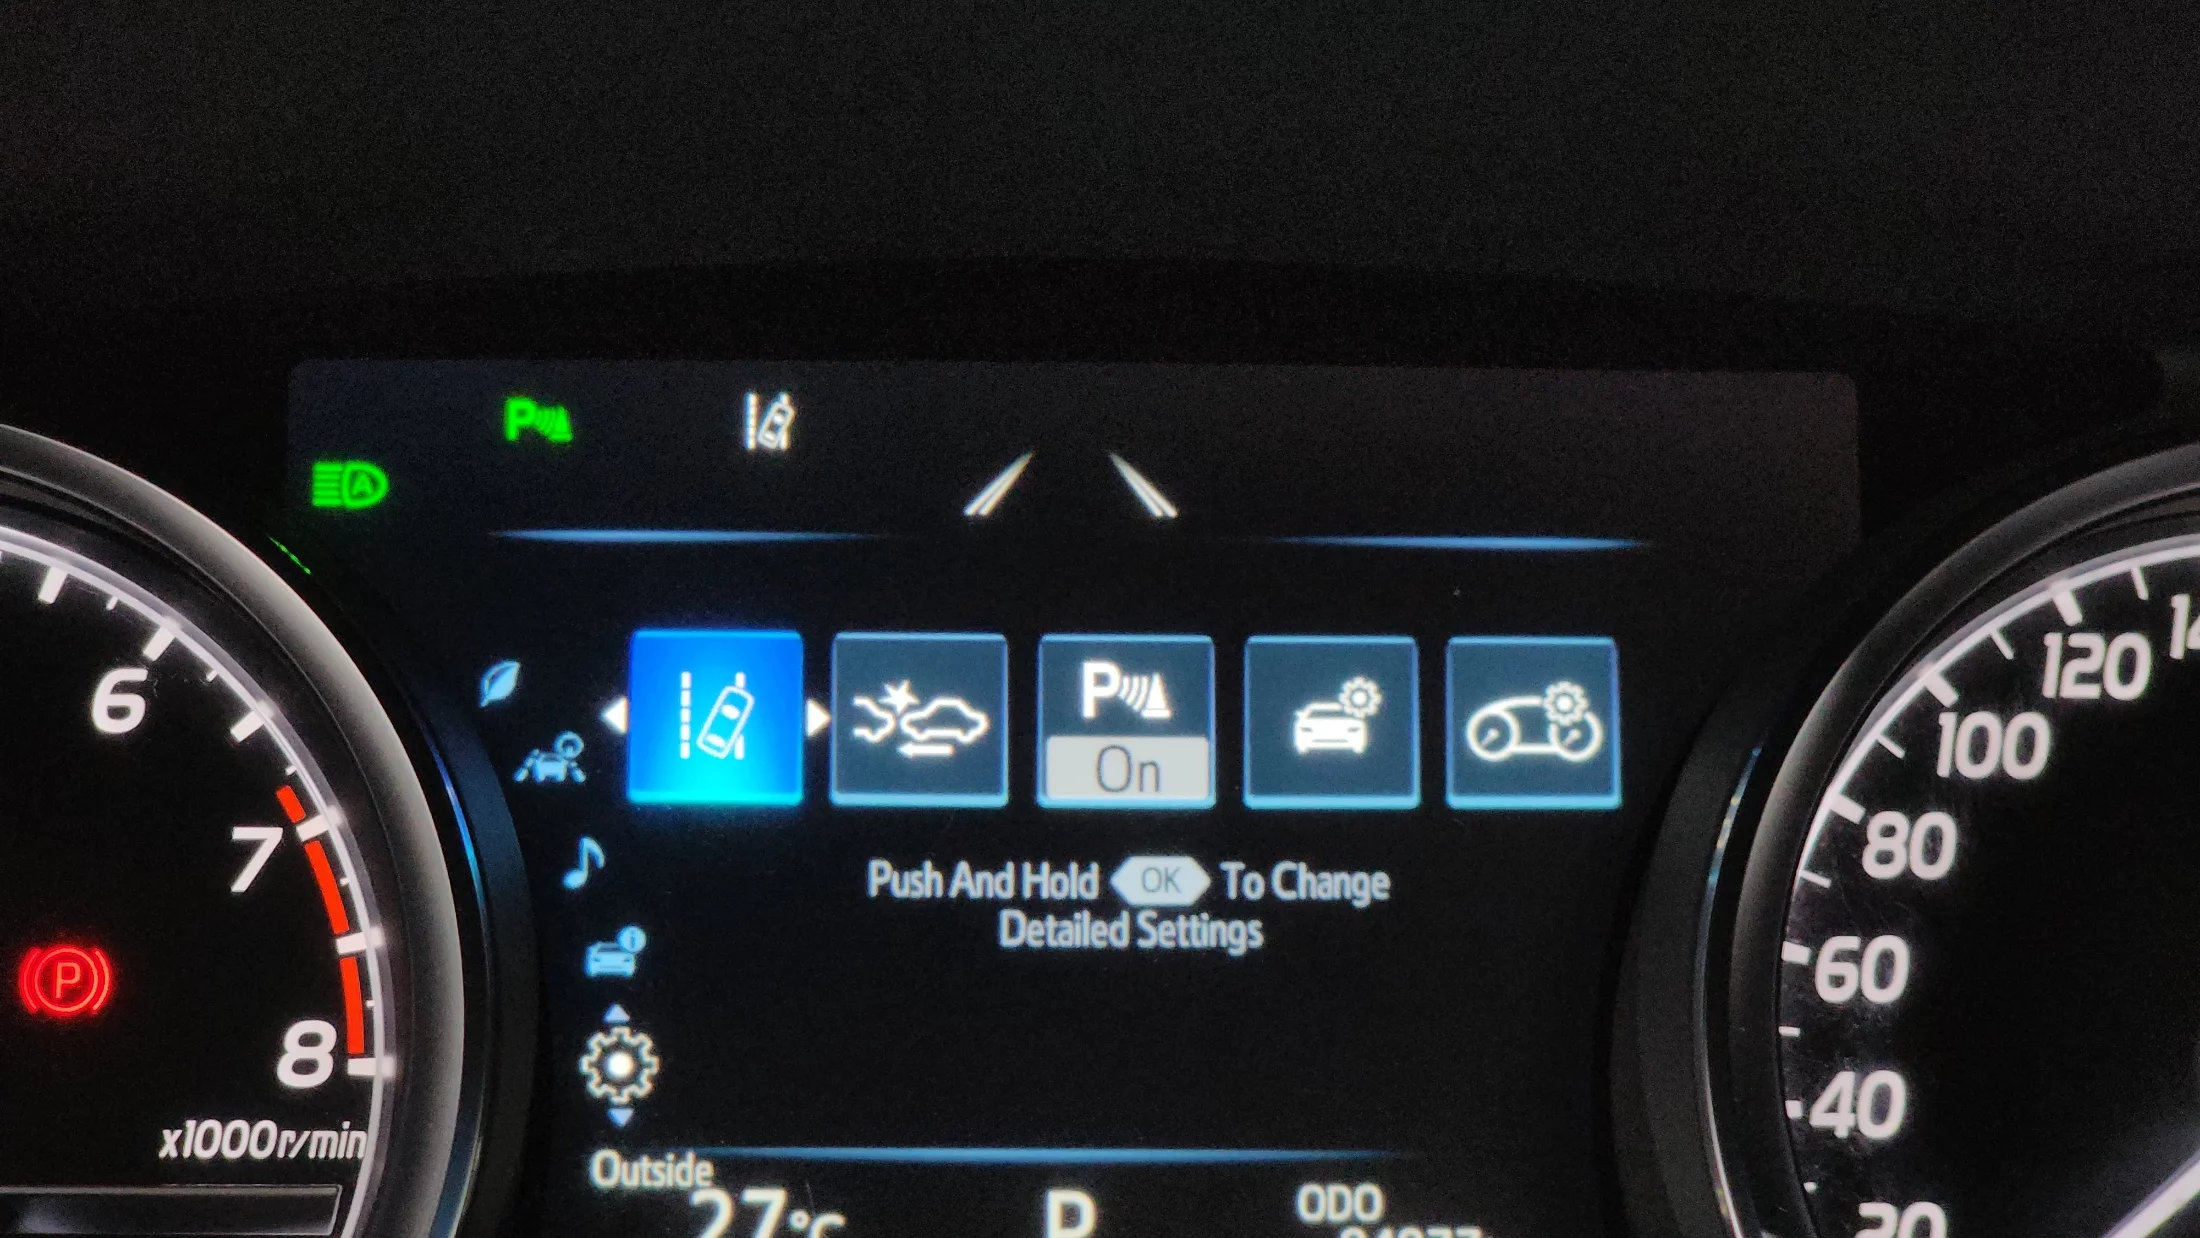 P
A
6
7
8
x1000r/min
P
P
On
Push And Hold OK To Change
Detailed Settings
i
Outside
27°C
P
ODO
120
100
80
60
40
20